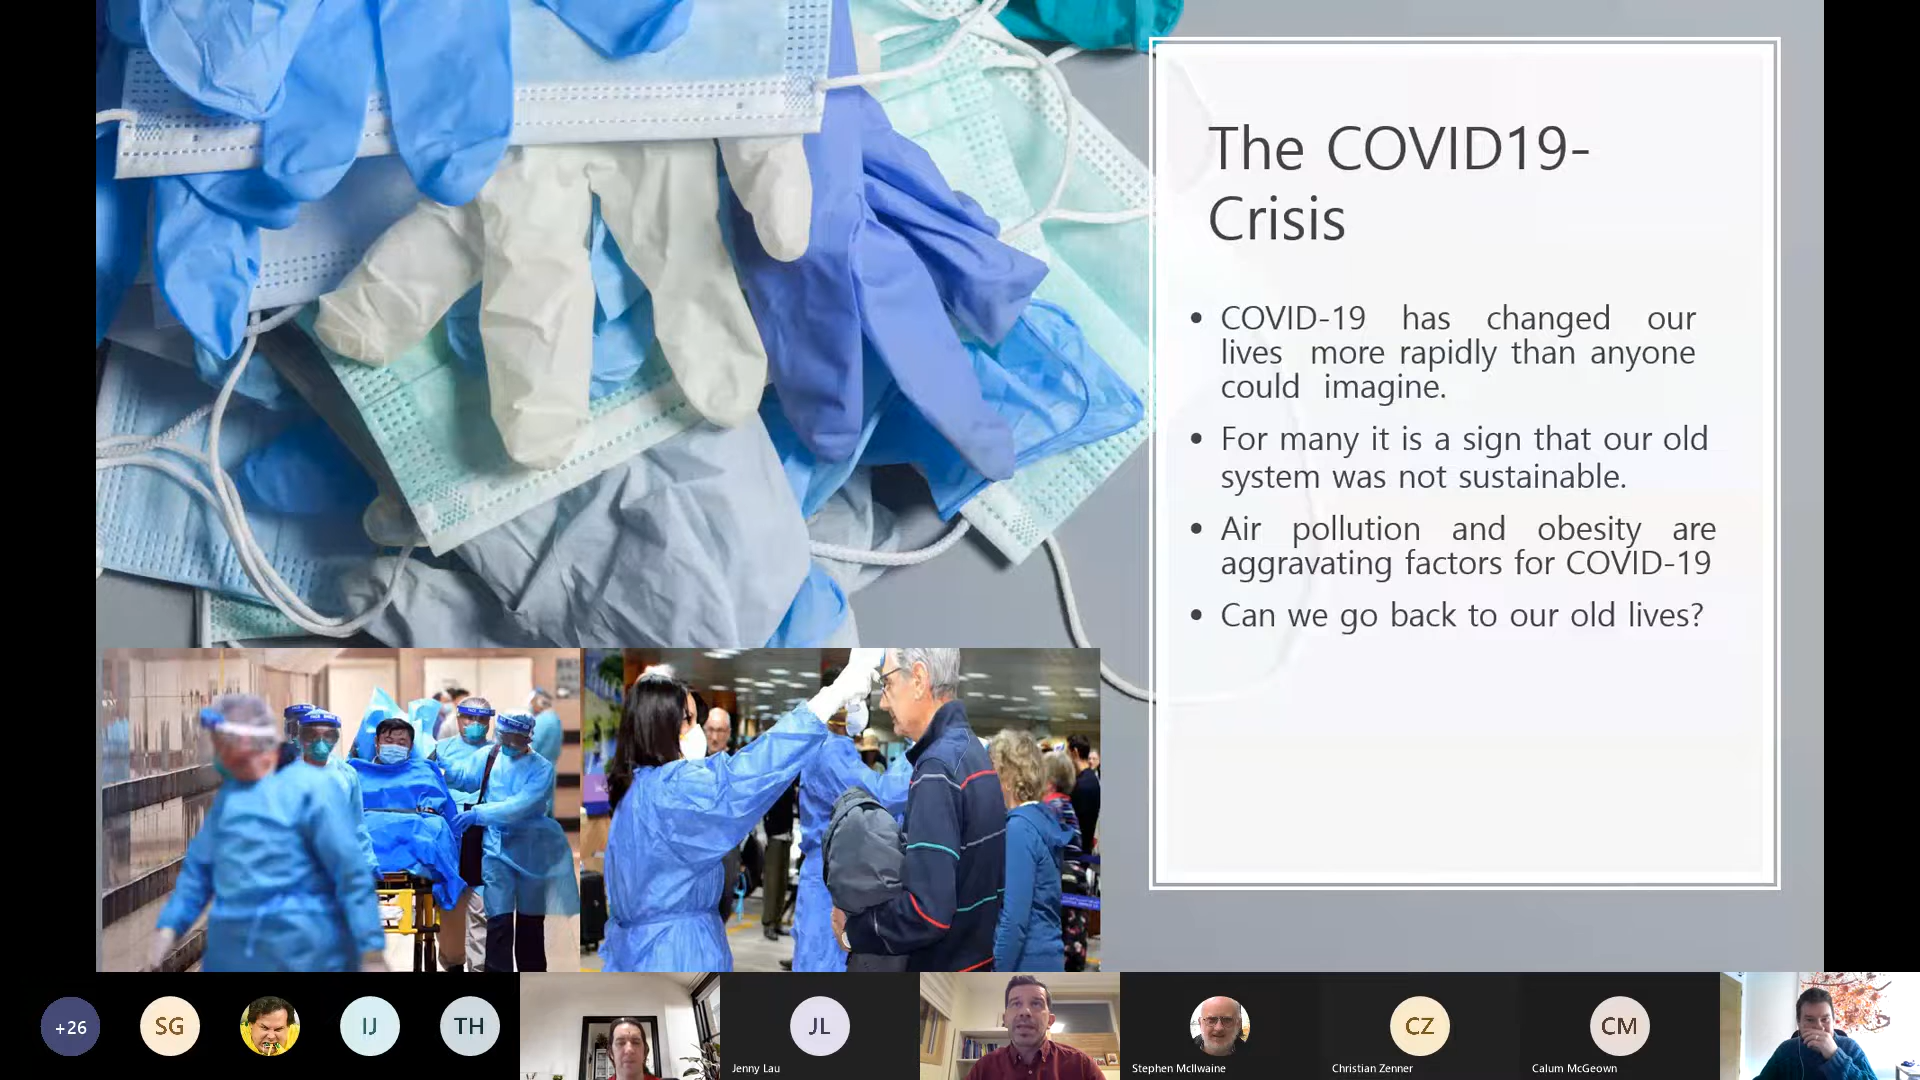 The COVID19-
Crisis
• COVID-19 has changed our
lives more rapidly than anyone
could imagine.
• For many it is a sign that our old
system was not sustainable.
• Air pollution and obesity are
aggravating factors for COVID-19
• Can we go back to our old lives?
+26
SG
IJ
TH
JL
CZ
CM
Jenny Lau
Stephen McIlwaine
Christian Zenner
Calum McGeown